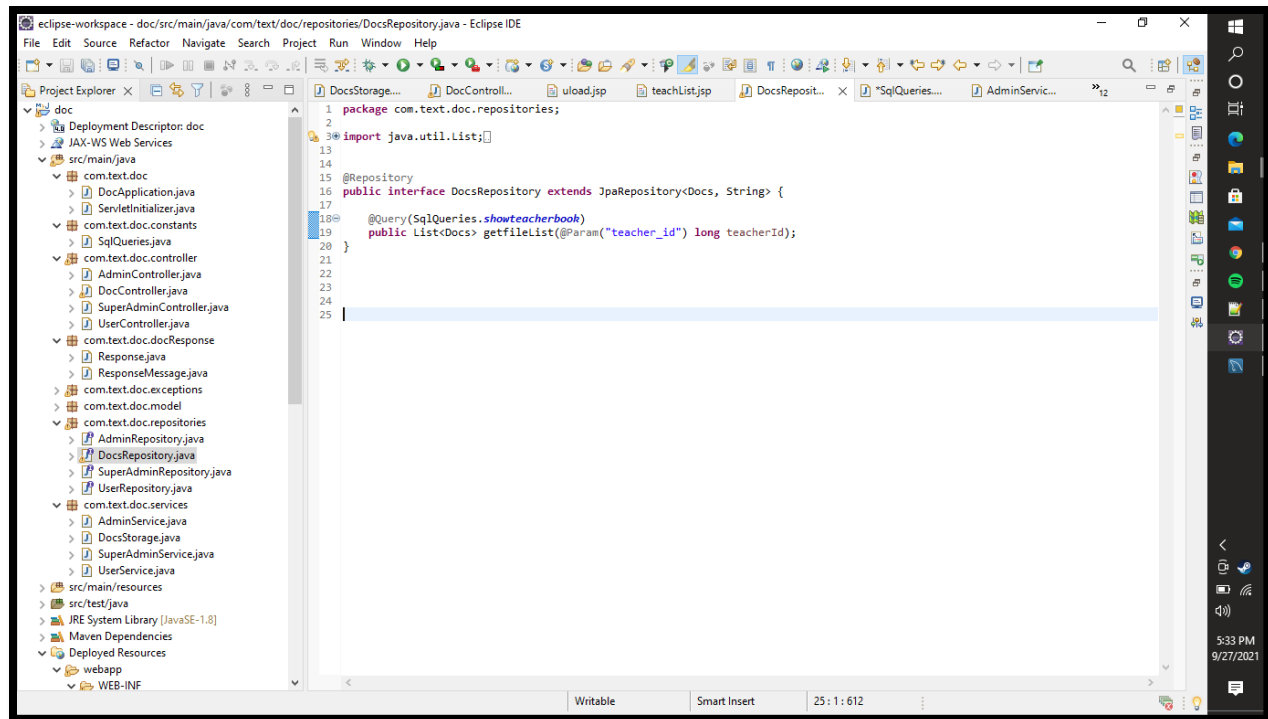 eclipse-workspace - doc/src/main/java/com/text/doc/repositories/DocsRepository.java - Eclipse IDE
File Edit Source Refactor Navigate Search Project Run Window Help
Project Explorer
doc
Deployment Descriptor: doc
JAX-WS Web Services
src/main/java
com.text.doc
DocApplication.java
ServletInitializer.java
com.text.doc.constants
SqlQueries.java
com.text.doc.controller
AdminController.java
DocController.java
SuperAdminController.java
UserController.java
com.text.doc.docResponse
Response.java
ResponseMessage.java
com.text.doc.exceptions
com.text.doc.model
com.text.doc.repositories
AdminRepository.java
DocsRepository.java
SuperAdminRepository.java
UserRepository.java
com.text.doc.services
AdminService.java
DocsStorage.java
SuperAdminService.java
UserService.java
src/main/resources
src/test/java
JRE System Library [JavaSE-1.8]
Maven Dependencies
Deployed Resources
webapp
WEB-INF
DocsStorage.... DocControll... uload.jsp teachList.jsp DocsReposit... *SqlQueries.... AdminServic... »12
1 package com.text.doc.repositories;
2
3 import java.util.List;
13
14
15 @Repository
16 public interface DocsRepository extends JpaRepository<Docs, String> {
17
18 @Query(SqlQueries.showteacherbook)
19 public List<Docs> getfileList(@Param("teacher_id") long teacherId);
20 }
21
22
23
24
25
Writable Smart Insert 25 : 1 : 612
5:33 PM
9/27/2021